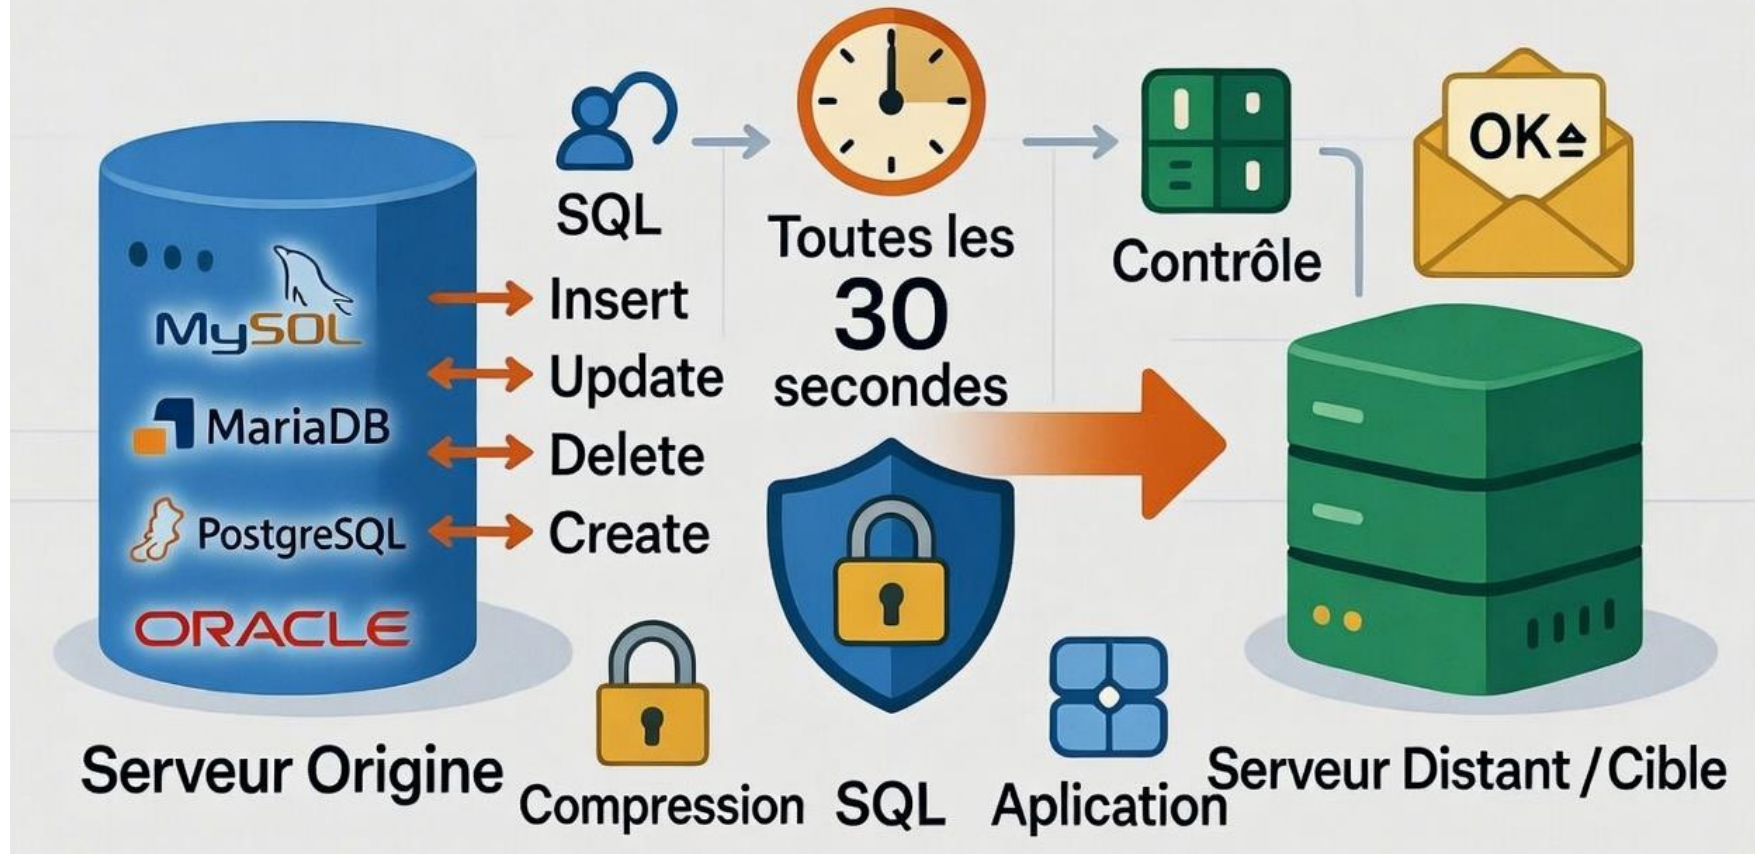 MySQL
MariaDB
PostgreSQL
ORACLE
Serveur Origine
SQL
Insert
Update
Delete
Create
Toutes les
30
secondes
Contrôle
OK
Compression
SQL
Aplication
Serveur Distant / Cible